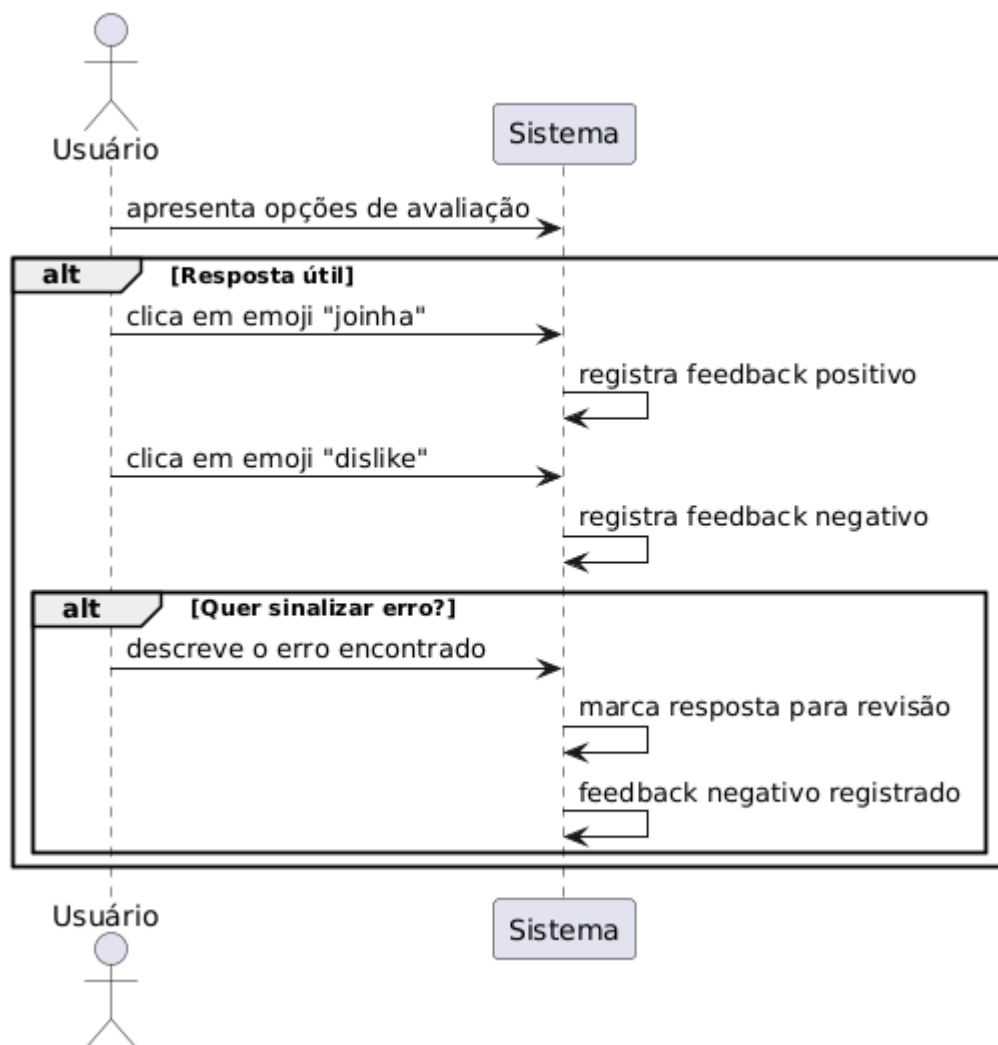 Usuário
Sistema
apresenta opções de avaliação
alt [Resposta útil]
clica em emoji "joinha"
registra feedback positivo
clica em emoji "dislike"
registra feedback negativo
alt [Quer sinalizar erro?]
descreve o erro encontrado
marca resposta para revisão
feedback negativo registrado
Usuário
Sistema